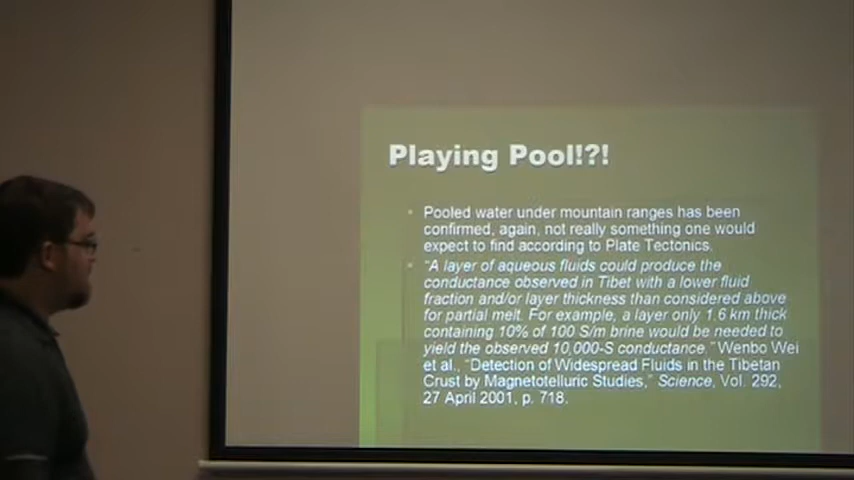 Playing Pool!?!
Pooled water under mountain ranges has been
confirmed, again, not really something one would
expect to find according to Plate Tectonics.
“A layer of aqueous fluids could produce the
conductance observed in Tibet with a lower fluid
fraction and/or layer thickness than considered above
for partial melt. For example, a layer only 1.6 km thick
containing 10% of 100 S/m brine would be needed to
yield the observed 10,000-S conductance.” Wenbo Wei
et al., “Detection of Widespread Fluids in the Tibetan
Crust by Magnetotelluric Studies,” Science, Vol. 292,
27 April 2001, p. 718.